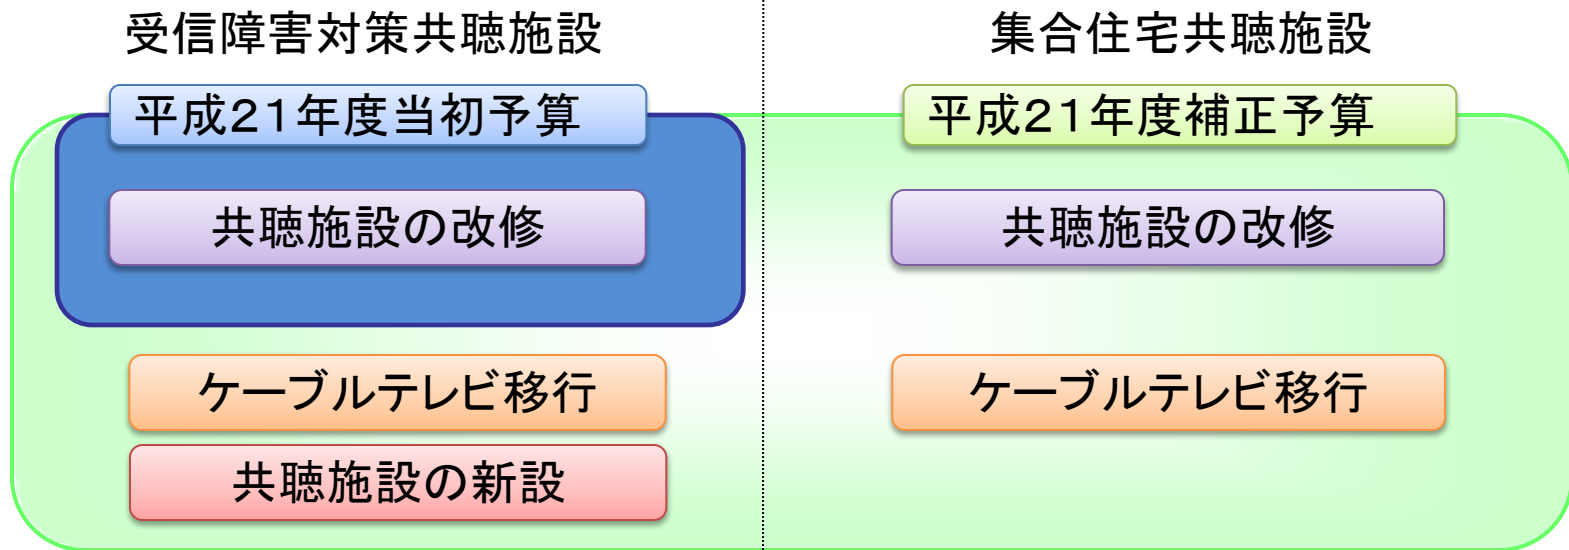 受信障害対策共聴施設
平成２１年度当初予算
共聴施設の改修
ケーブルテレビ移行
共聴施設の新設
集合住宅共聴施設
平成２１年度補正予算
共聴施設の改修
ケーブルテレビ移行